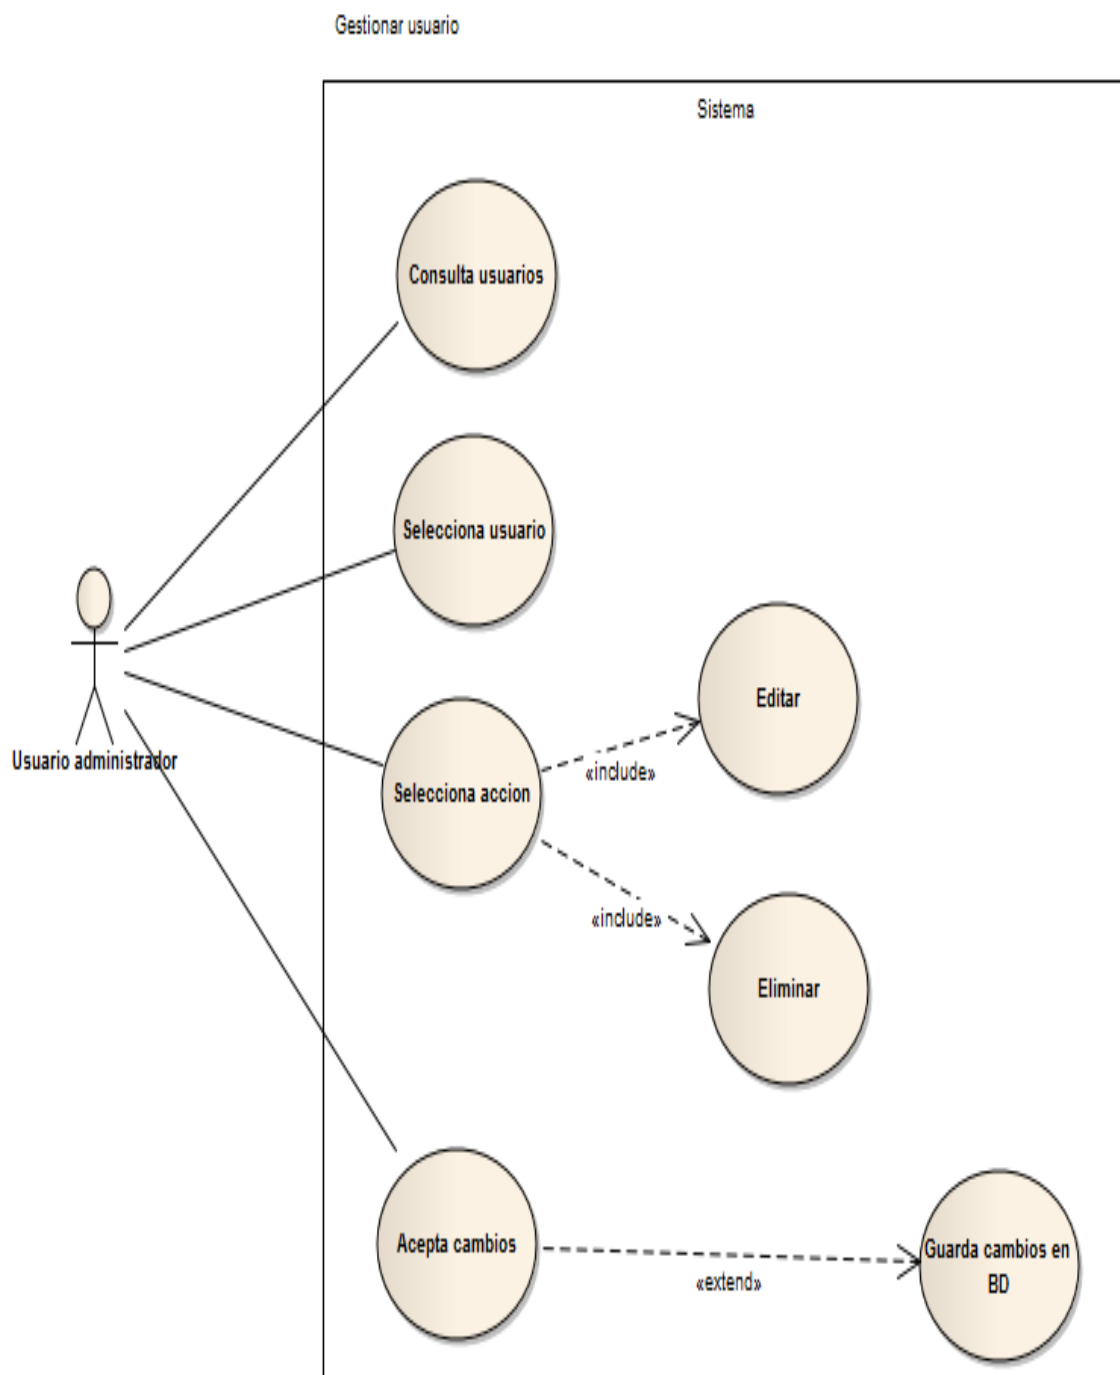 Gestionar usuario
Sistema
Consulta usuarios
Selecciona usuario
Editar
Usuario administrador
«include»
Selecciona accion
«include»
Eliminar
Acepta cambios
Guarda cambios en
BD
«extend»